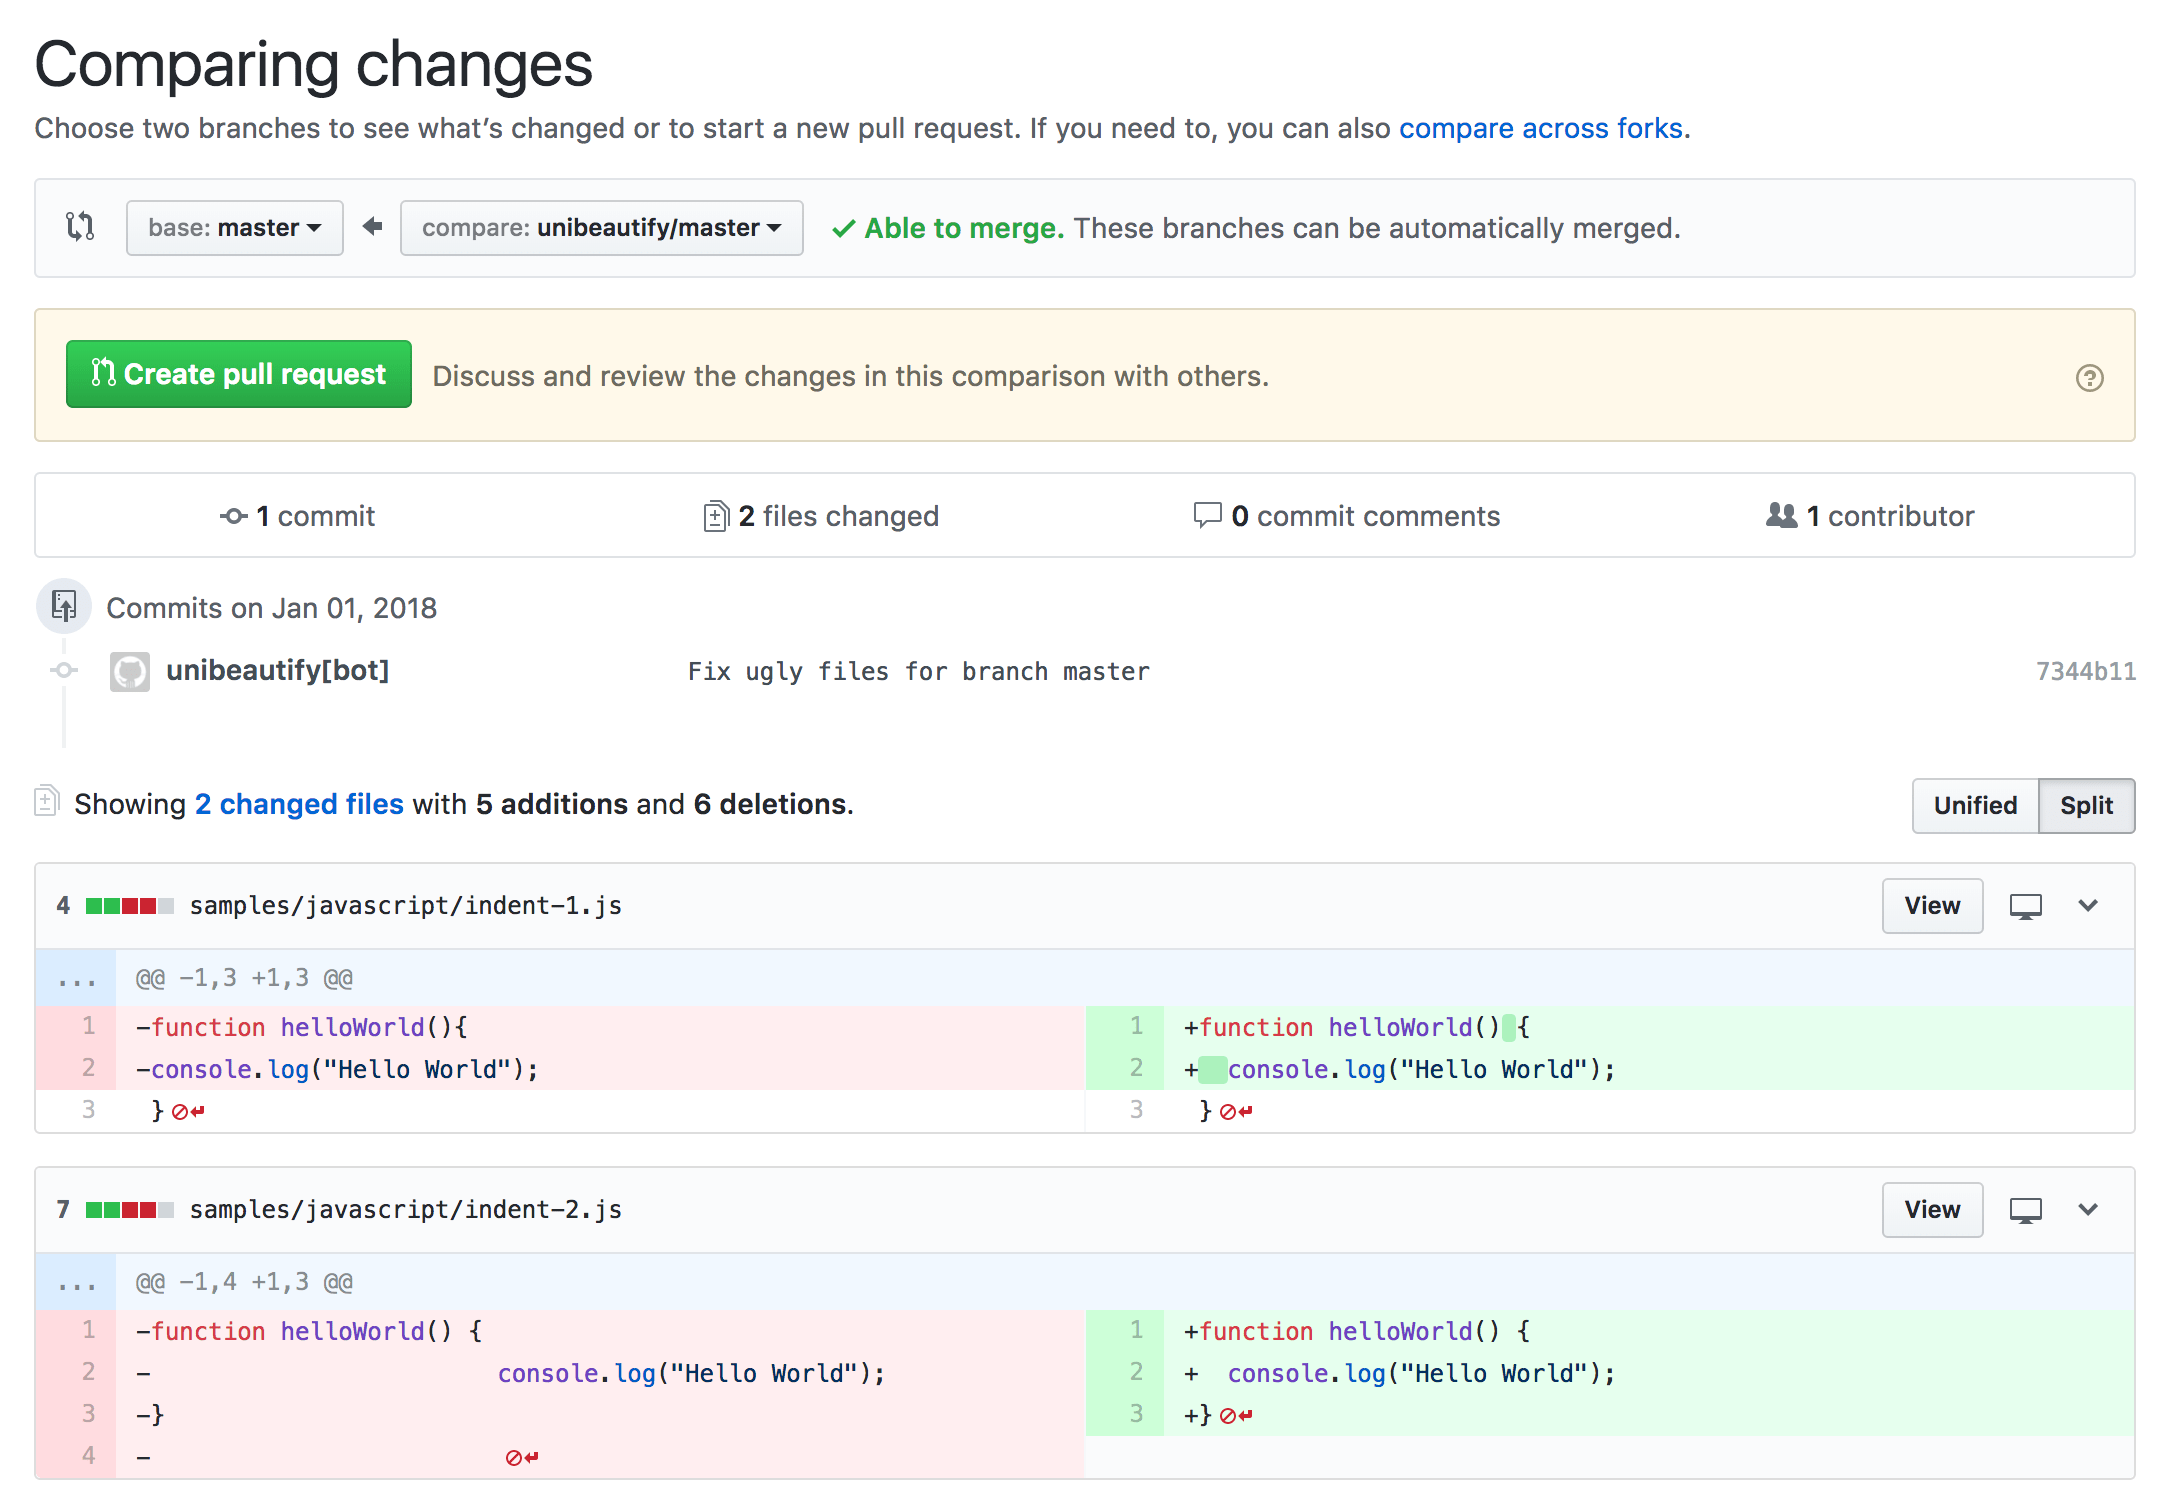 Comparing changes
Choose two branches to see what’s changed or to start a new pull request. If you need to, you can also compare across forks.
base: master compare: unibeautify/master Able to merge. These branches can be automatically merged.
Create pull request Discuss and review the changes in this comparison with others.
1 commit 2 files changed 0 commit comments 1 contributor
Commits on Jan 01, 2018
unibeautify[bot] Fix ugly files for branch master 7344b11
Showing 2 changed files with 5 additions and 6 deletions. Unified Split
4 samples/javascript/indent-1.js View
... @@ -1,3 +1,3 @@
1 -function helloWorld(){ 1 +function helloWorld() {
2 -console.log("Hello World"); 2 +  console.log("Hello World");
3 } 3 }
7 samples/javascript/indent-2.js View
... @@ -1,4 +1,3 @@
1 -function helloWorld() { 1 +function helloWorld() {
2 -                        console.log("Hello World"); 2 +  console.log("Hello World");
3 -} 3 +}
4 -